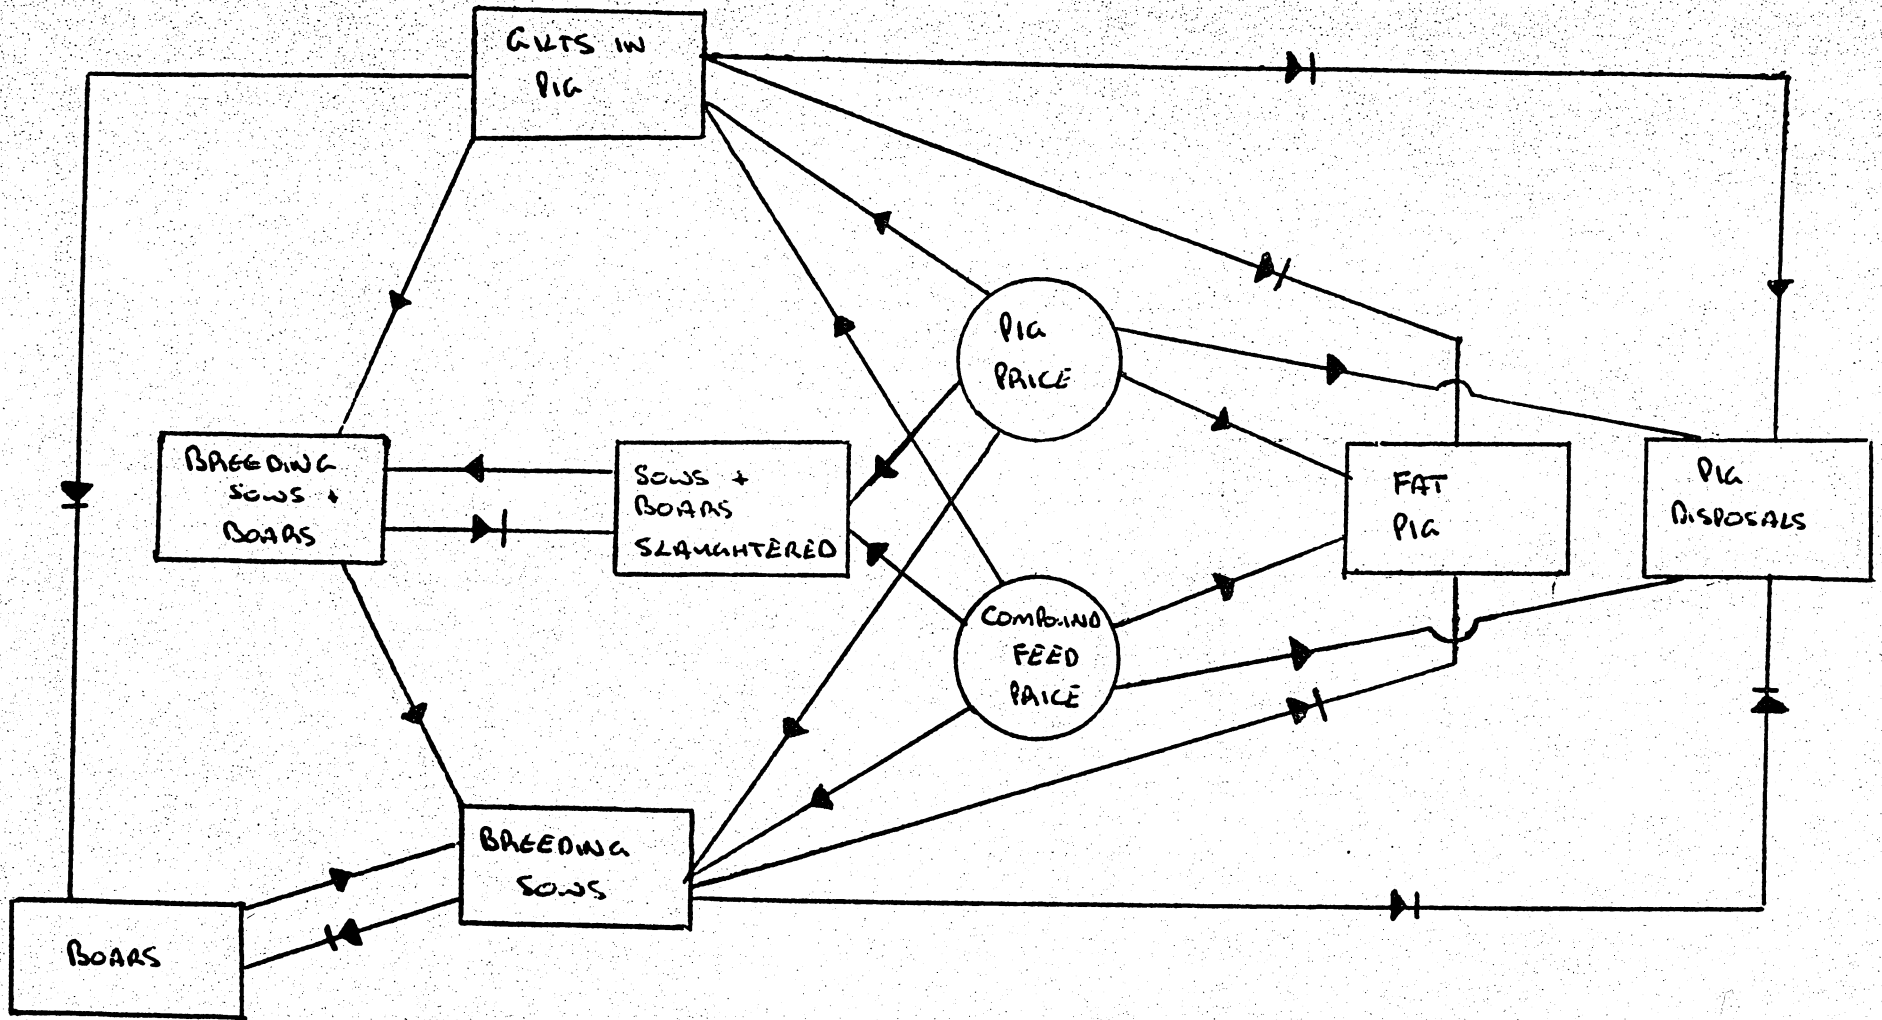 GILTS IN
PIG
PIG
PRICE
BREEDING
SOWS +
BOARS
SOWS +
BOARS
SLAUGHTERED
FAT
PIG
PIG
DISPOSALS
COMPOUND
FEED
PRICE
BREEDING
SOWS
BOARS